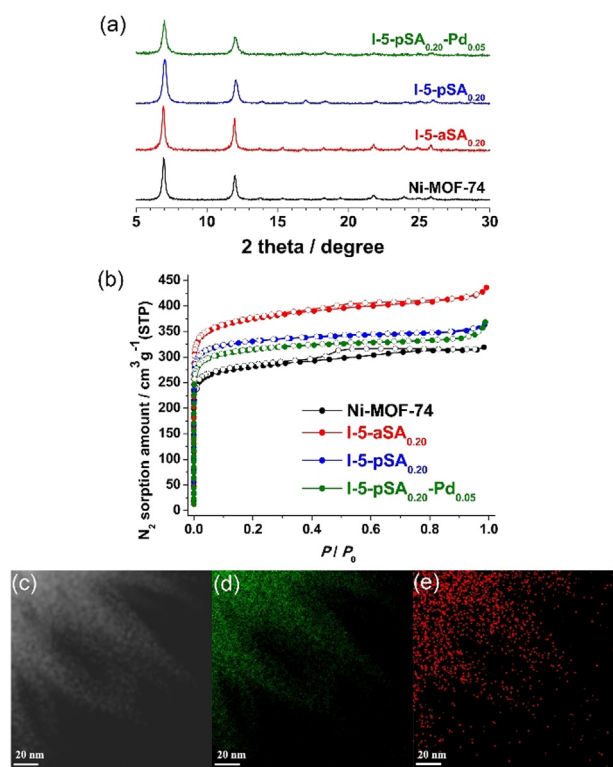 (a)
I-5-pSA0.20-Pd0.05
I-5-pSA0.20
I-5-aSA0.20
Ni-MOF-74
5 10 15 20 25 30
2 theta / degree
(b)
N2 sorption amount / cm3g-1(STP)
450
400
350
300
250
200
150
100
50
0
Ni-MOF-74
I-5-aSA0.20
I-5-pSA0.20
I-5-pSA0.20-Pd0.05
0.0 0.2 0.4 0.6 0.8 1.0
P / P0
(c) (d) (e)
20 nm 20 nm 20 nm